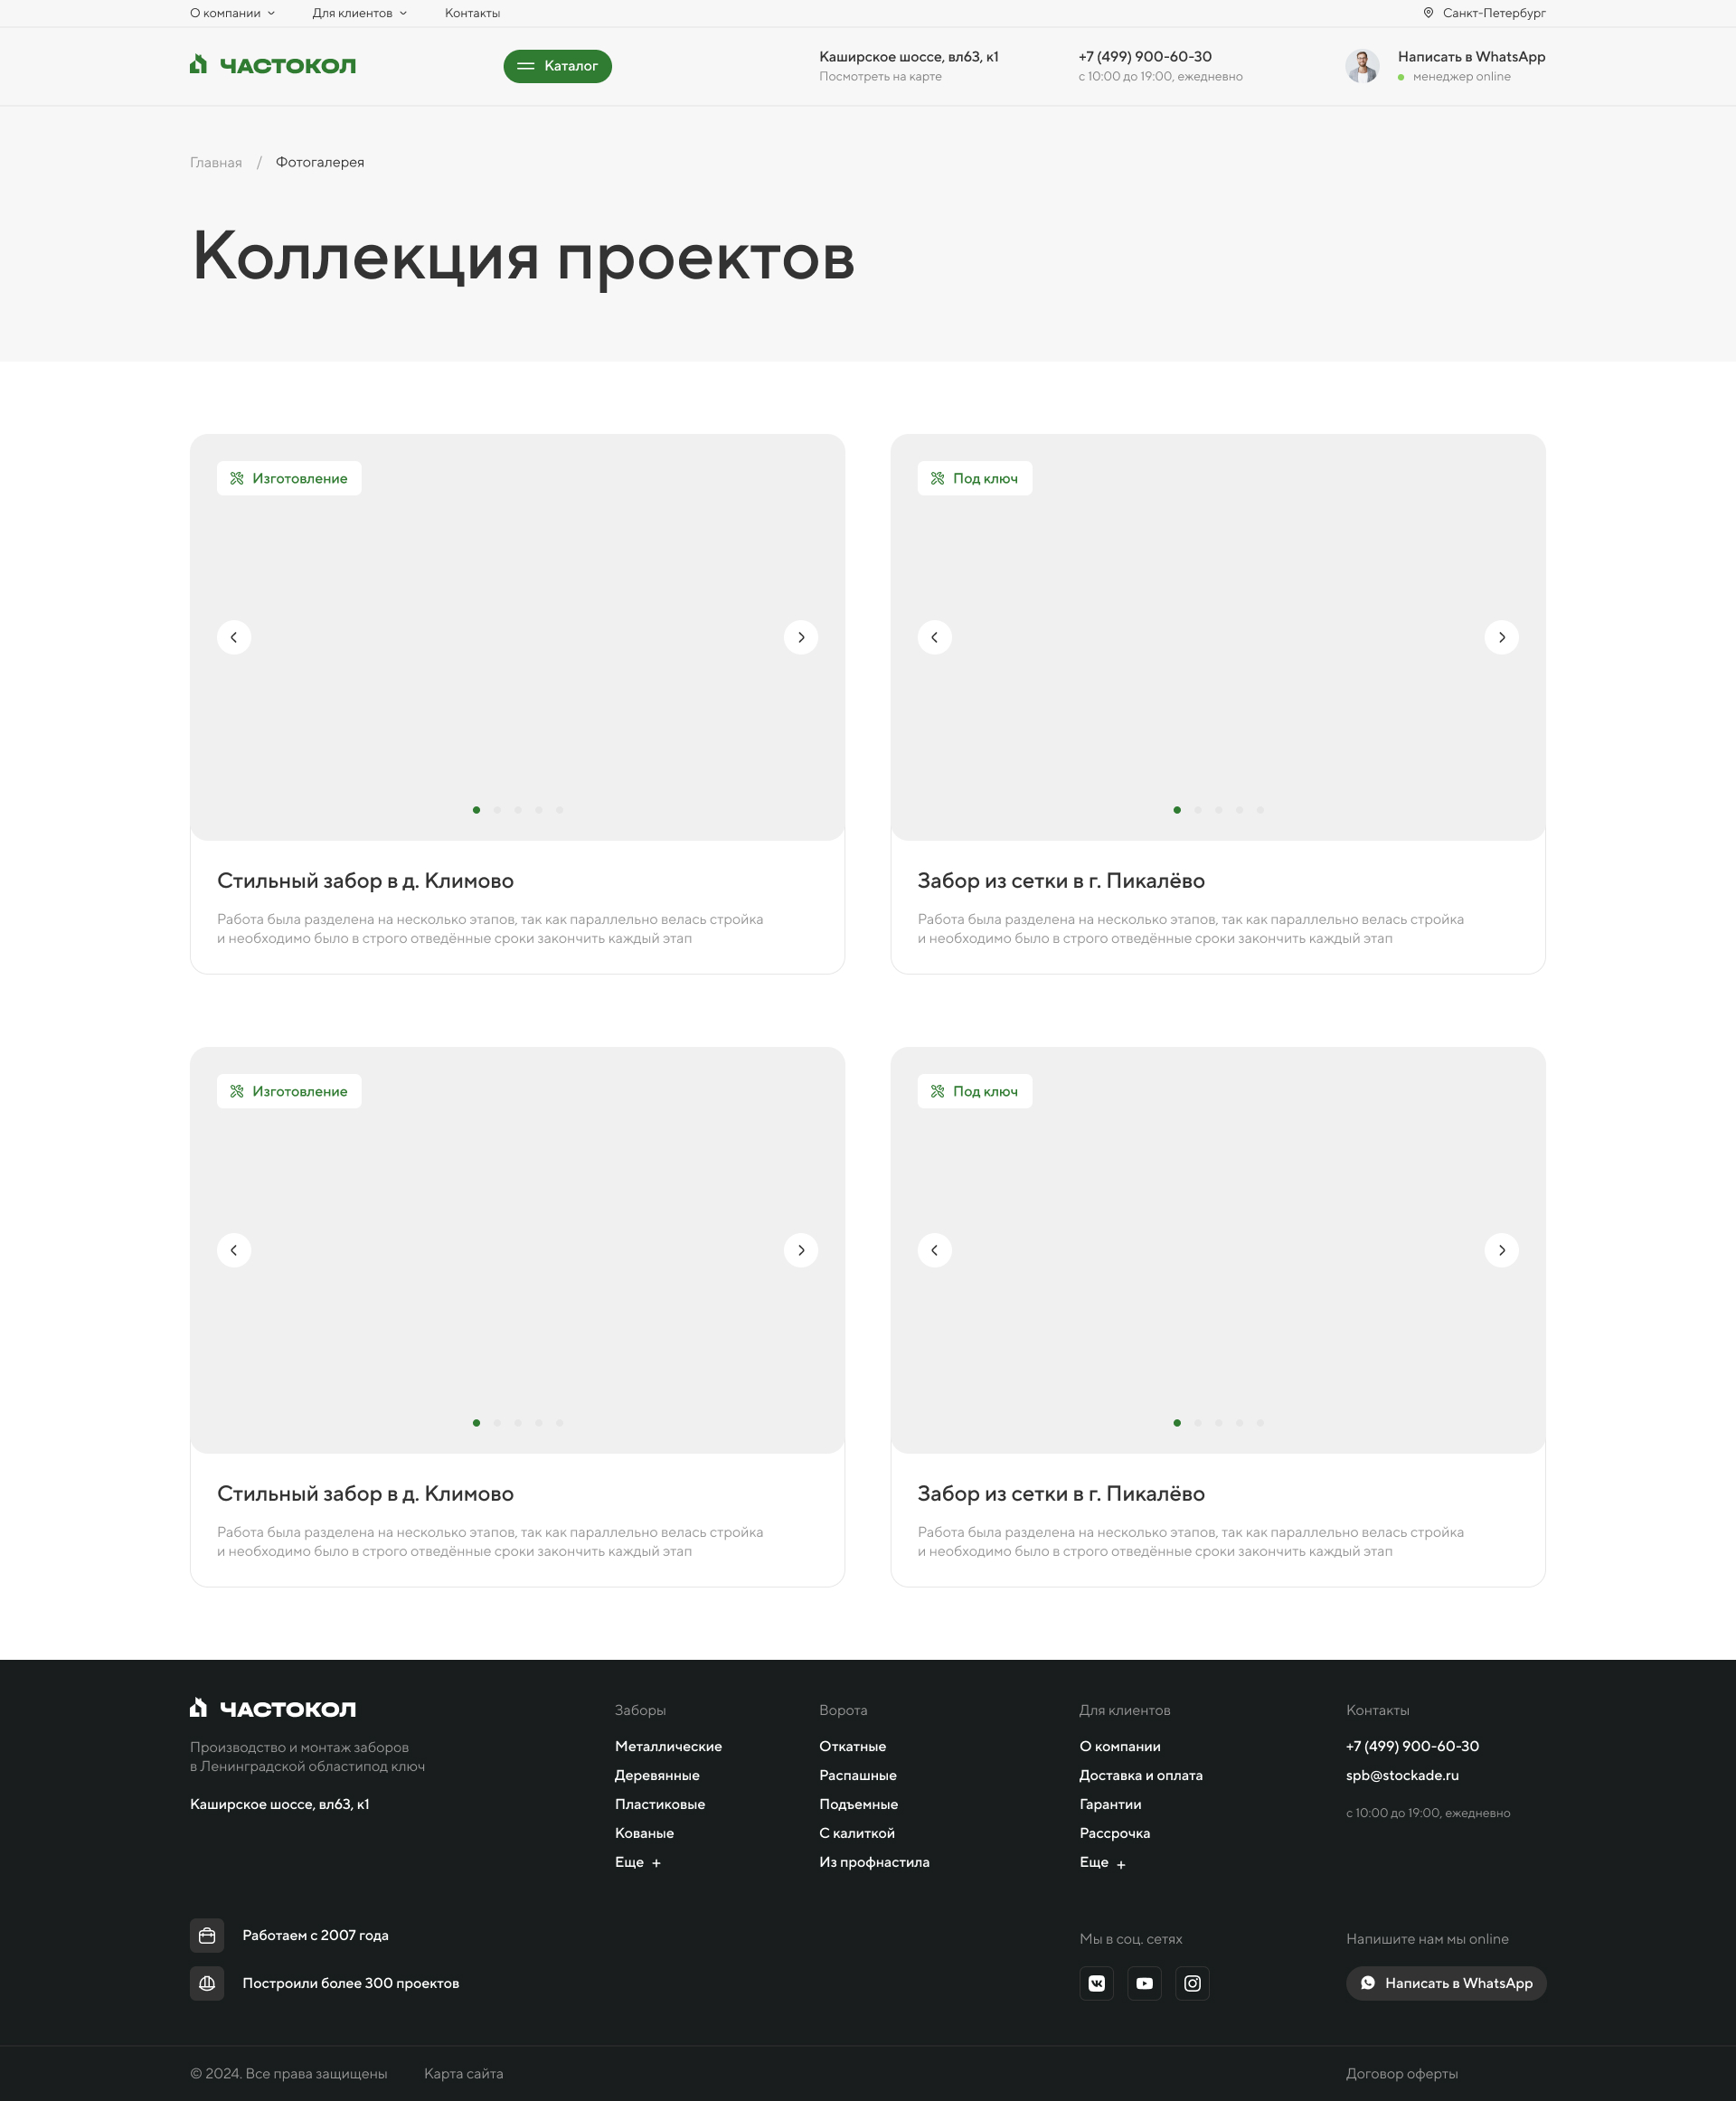 О компании
Для клиентов
Контакты
Санкт-Петербург
ЧАСТОКОЛ
Каталог
Каширское шоссе, вл63, к1
Посмотреть на карте
+7 (499) 900-60-30
с 10:00 до 19:00, ежедневно
Написать в WhatsApp
менеджер online
Главная / Фотогалерея
Коллекция проектов
Изготовление
Стильный забор в д. Климово
Работа была разделена на несколько этапов, так как параллельно велась стройка
и необходимо было в строго отведённые сроки закончить каждый этап
Под ключ
Забор из сетки в г. Пикалёво
Работа была разделена на несколько этапов, так как параллельно велась стройка
и необходимо было в строго отведённые сроки закончить каждый этап
Изготовление
Стильный забор в д. Климово
Работа была разделена на несколько этапов, так как параллельно велась стройка
и необходимо было в строго отведённые сроки закончить каждый этап
Под ключ
Забор из сетки в г. Пикалёво
Работа была разделена на несколько этапов, так как параллельно велась стройка
и необходимо было в строго отведённые сроки закончить каждый этап
ЧАСТОКОЛ
Производство и монтаж заборов
в Ленинградской областипод ключ
Каширское шоссе, вл63, к1
Заборы
Металлические
Деревянные
Пластиковые
Кованые
Еще +
Ворота
Откатные
Распашные
Подъемные
С калиткой
Из профнастила
Для клиентов
О компании
Доставка и оплата
Гарантии
Рассрочка
Еще +
Контакты
+7 (499) 900-60-30
spb@stockade.ru
с 10:00 до 19:00, ежедневно
Работаем с 2007 года
Построили более 300 проектов
Мы в соц. сетях
Напишите нам мы online
Написать в WhatsApp
© 2024. Все права защищены
Карта сайта
Договор оферты